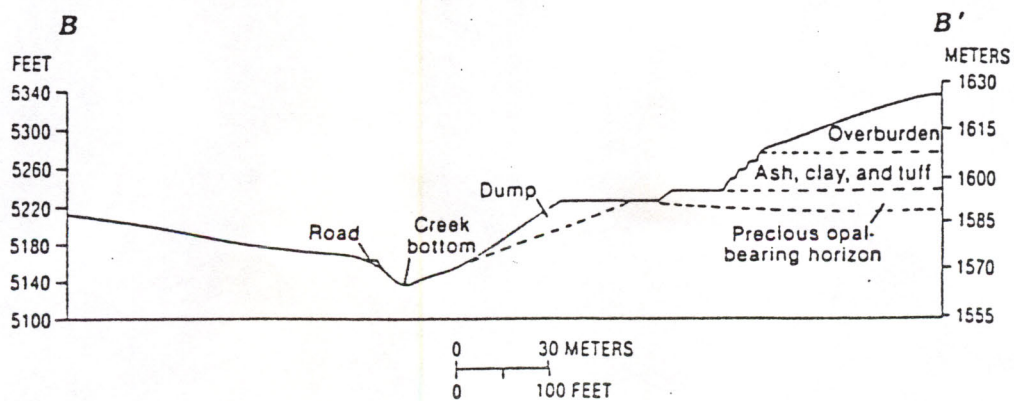 B
B'
FEET
METERS
5340
5300
5260
5220
5180
5140
5100
1630
1615
1600
1585
1570
1555
Overburden
Ash, clay, and tuff
Precious opal-
bearing horizon
Dump
Creek
bottom
Road
0 30 METERS
0 100 FEET